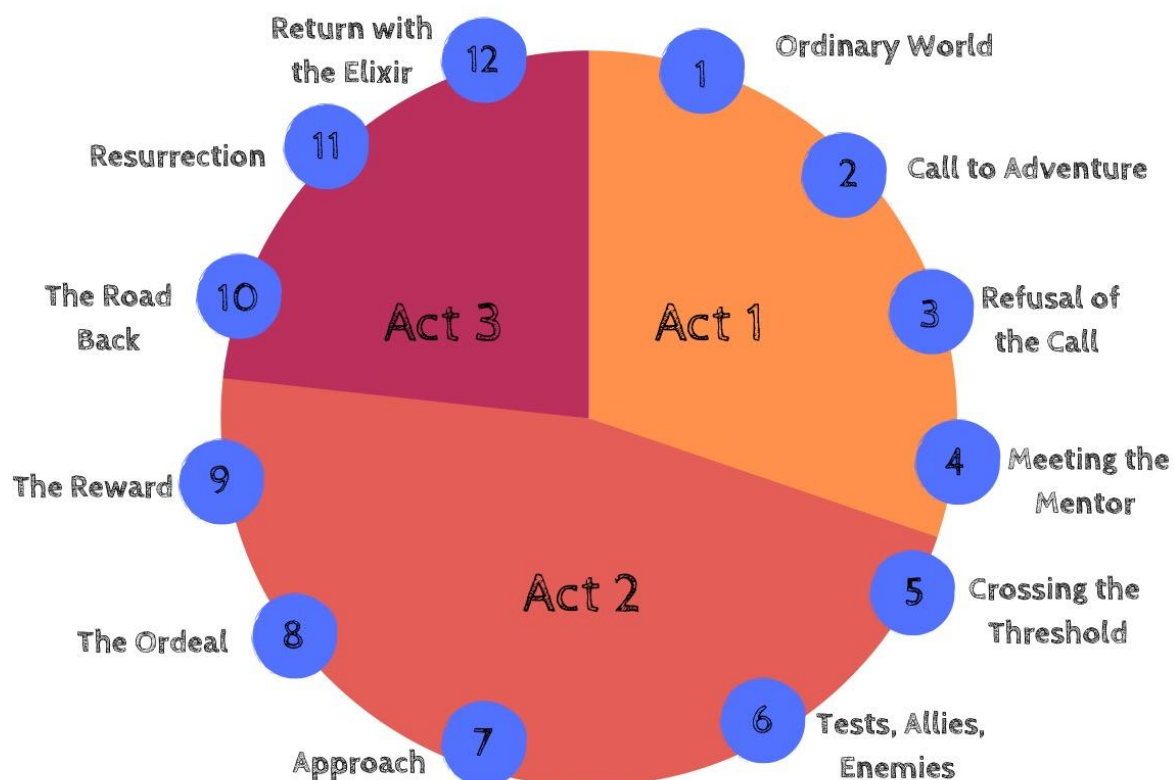 1
Ordinary World
2
Call to Adventure
3
Refusal of
the Call
4
Meeting the
Mentor
5
Crossing the
Threshold
6
Tests, Allies,
Enemies
7
Approach
8
The Ordeal
9
The Reward
10
The Road
Back
11
Resurrection
12
Return with
the Elixir
Act 1
Act 2
Act 3